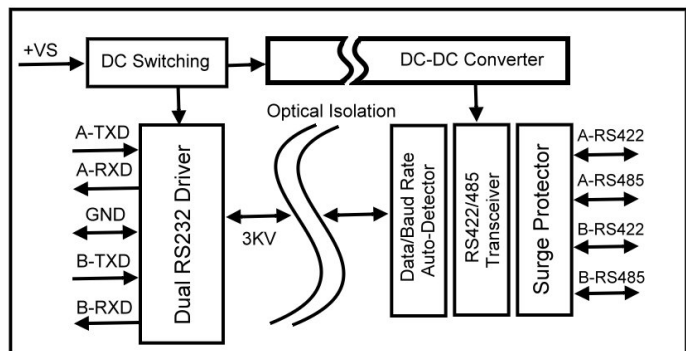 +VS
DC Switching
DC-DC Converter
Optical Isolation
A-TXD
A-RXD
GND
B-TXD
B-RXD
Dual RS232 Driver
3KV
Data/Baud Rate
Auto-Detector
RS422/485
Transceiver
Surge Protector
A-RS422
A-RS485
B-RS422
B-RS485